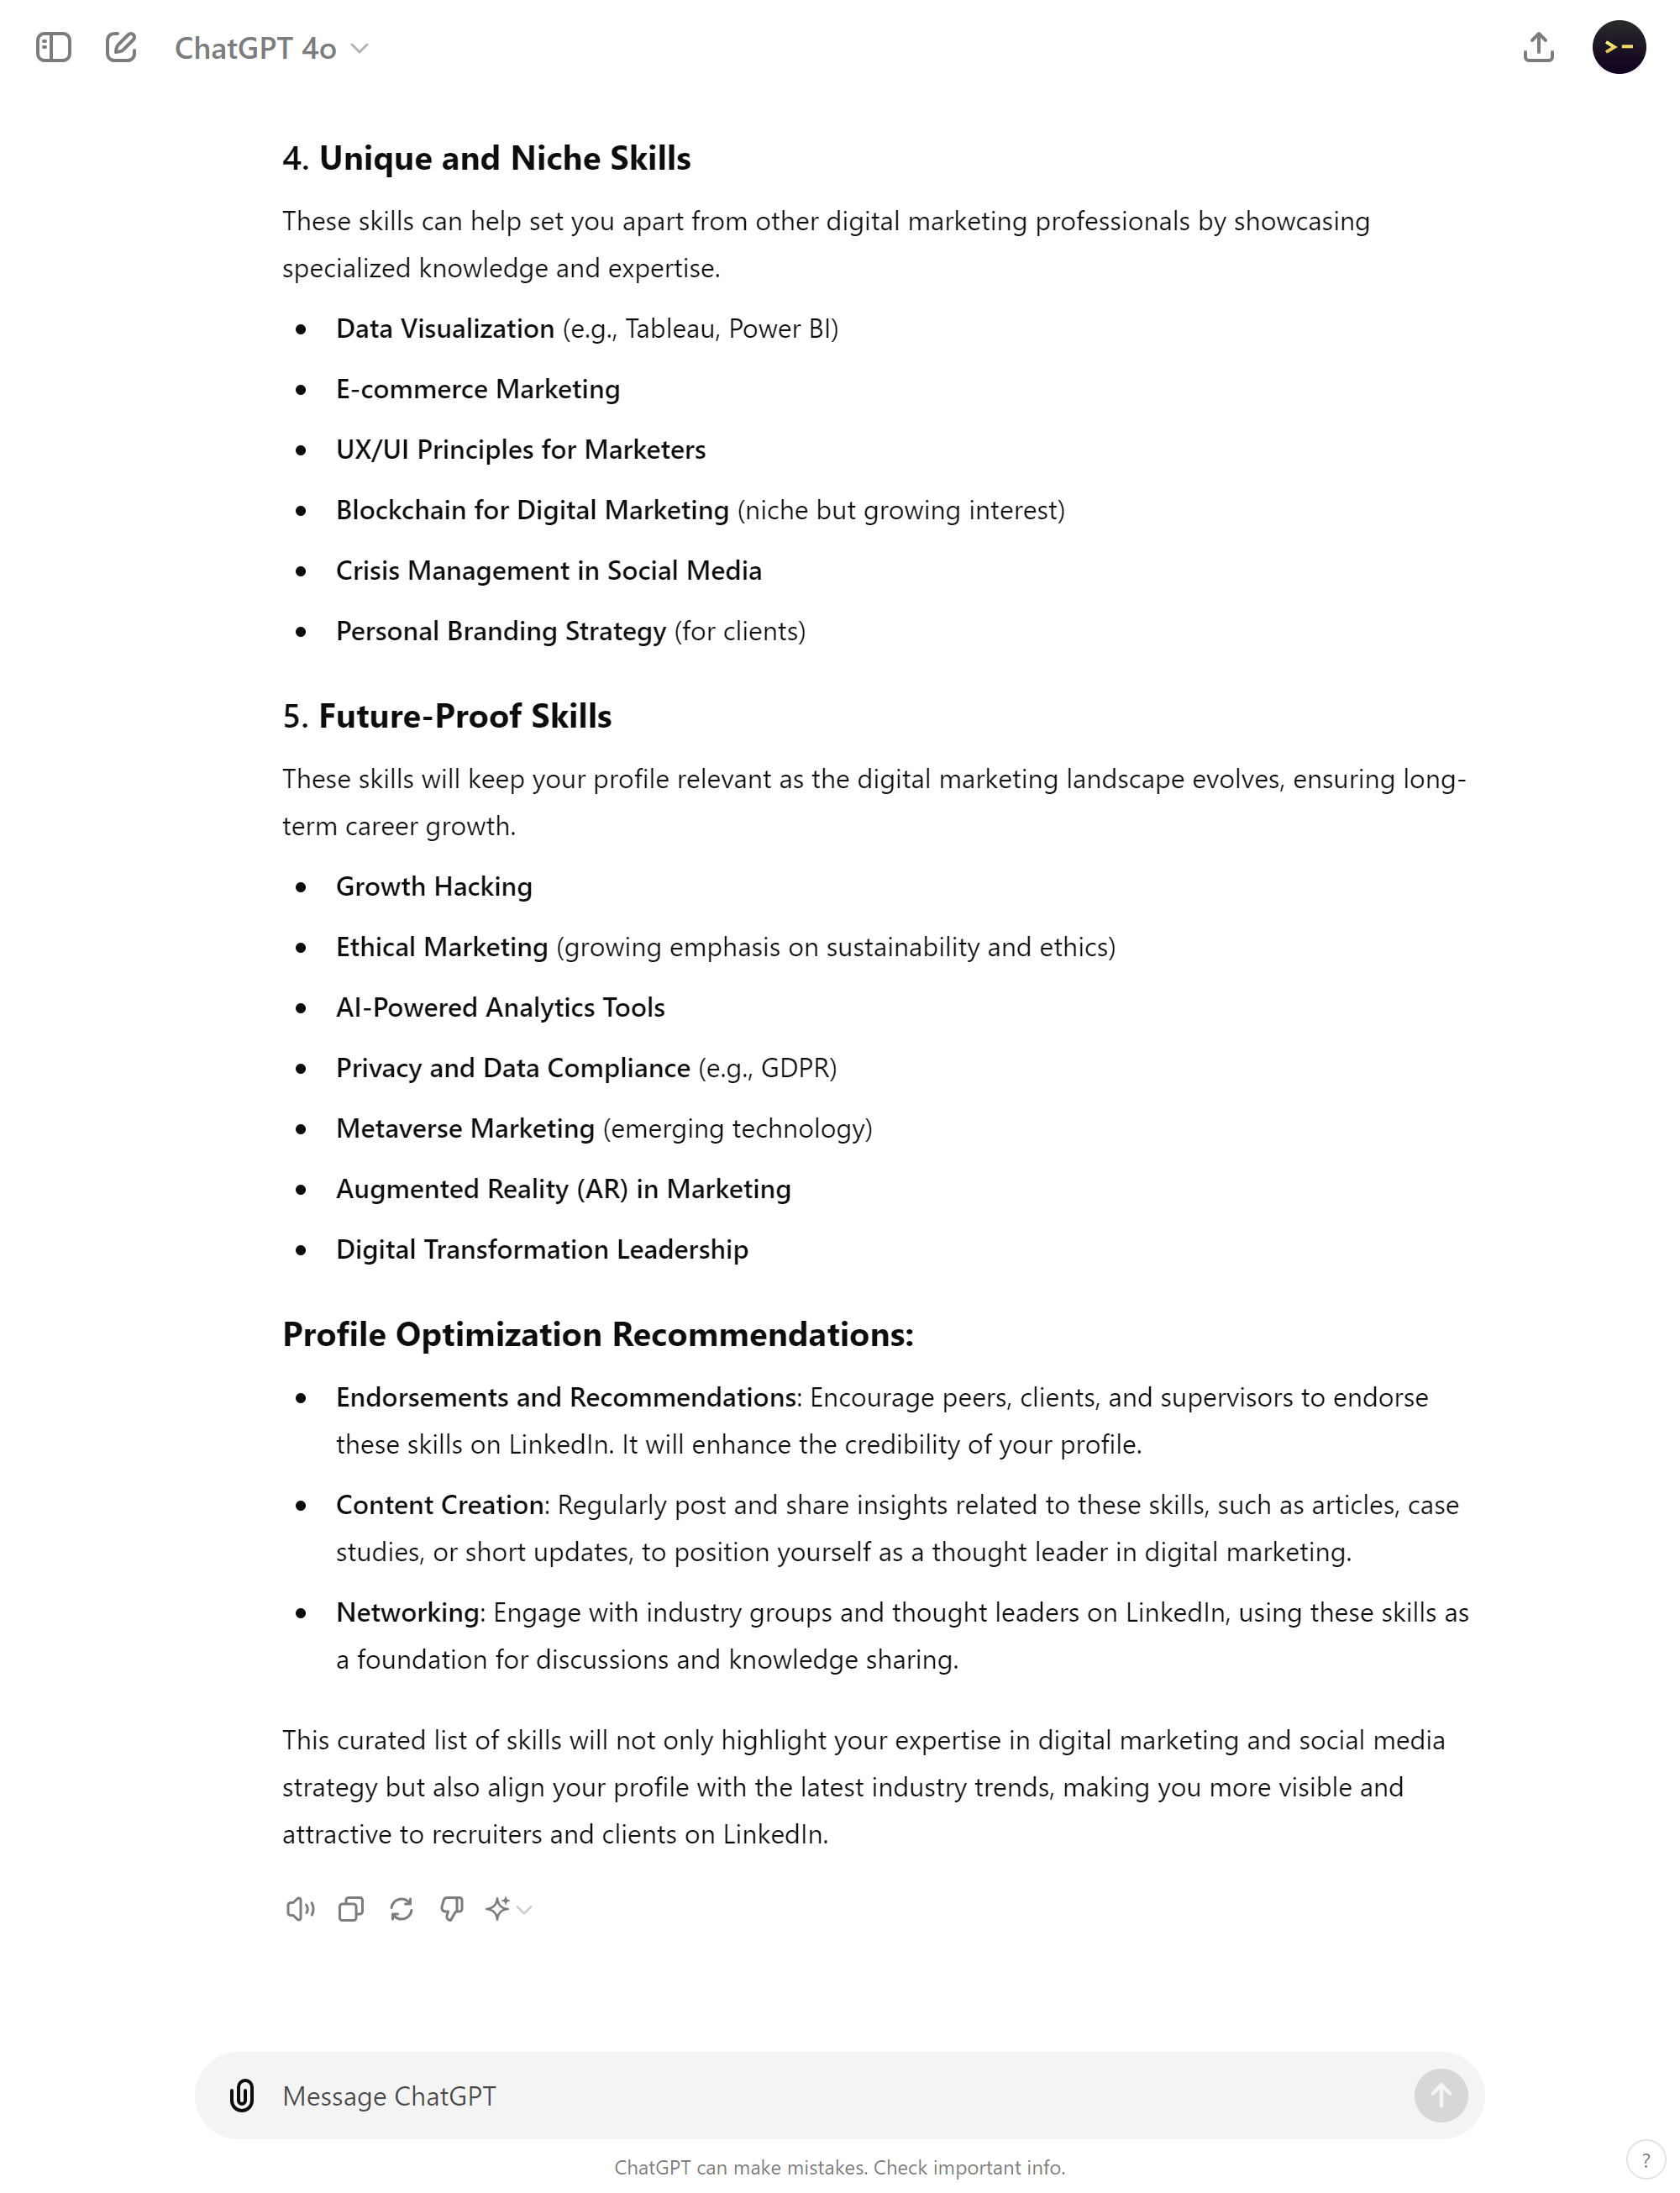 ChatGPT 4o
4. Unique and Niche Skills
These skills can help set you apart from other digital marketing professionals by showcasing
specialized knowledge and expertise.
• Data Visualization (e.g., Tableau, Power BI)
• E-commerce Marketing
• UX/UI Principles for Marketers
• Blockchain for Digital Marketing (niche but growing interest)
• Crisis Management in Social Media
• Personal Branding Strategy (for clients)
5. Future-Proof Skills
These skills will keep your profile relevant as the digital marketing landscape evolves, ensuring long-
term career growth.
• Growth Hacking
• Ethical Marketing (growing emphasis on sustainability and ethics)
• AI-Powered Analytics Tools
• Privacy and Data Compliance (e.g., GDPR)
• Metaverse Marketing (emerging technology)
• Augmented Reality (AR) in Marketing
• Digital Transformation Leadership
Profile Optimization Recommendations:
• Endorsements and Recommendations: Encourage peers, clients, and supervisors to endorse
these skills on LinkedIn. It will enhance the credibility of your profile.
• Content Creation: Regularly post and share insights related to these skills, such as articles, case
studies, or short updates, to position yourself as a thought leader in digital marketing.
• Networking: Engage with industry groups and thought leaders on LinkedIn, using these skills as
a foundation for discussions and knowledge sharing.
This curated list of skills will not only highlight your expertise in digital marketing and social media
strategy but also align your profile with the latest industry trends, making you more visible and
attractive to recruiters and clients on LinkedIn.
Message ChatGPT
ChatGPT can make mistakes. Check important info.
?